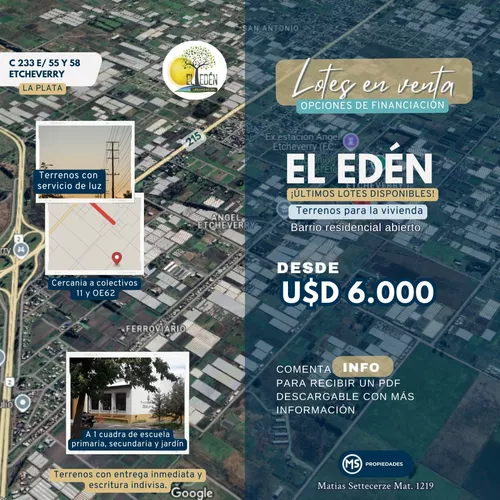 C 233 E/ 55 Y 58
ETCHEVERRY
LA PLATA
EL EDÉN
215
Terrenos con
servicio de luz
Cercania a colectivos
11 y OE62
ANGEL
ETCHEVERRY
FERROVIARIO
A 1 cuadra de escuela
primaria, secundaria y jardín
Terrenos con entrega inmediata y
escritura indivisa.
Google
SAN ANTONIO
Lotes en venta
OPCIONES DE FINANCIACIÓN
Ex estación Angel
Etcheverry (FC
EL EDÉN
¡ÚLTIMOS LOTES DISPONIBLES!
Terrenos para la vivienda
Barrio residencial abierto
DESDE
U$D 6.000
COMENTA INFO
PARA RECIBIR UN PDF
DESCARGABLE CON MÁS
INFORMACIÓN
MS PROPIEDADES
Matias Settecerze Mat. 1219